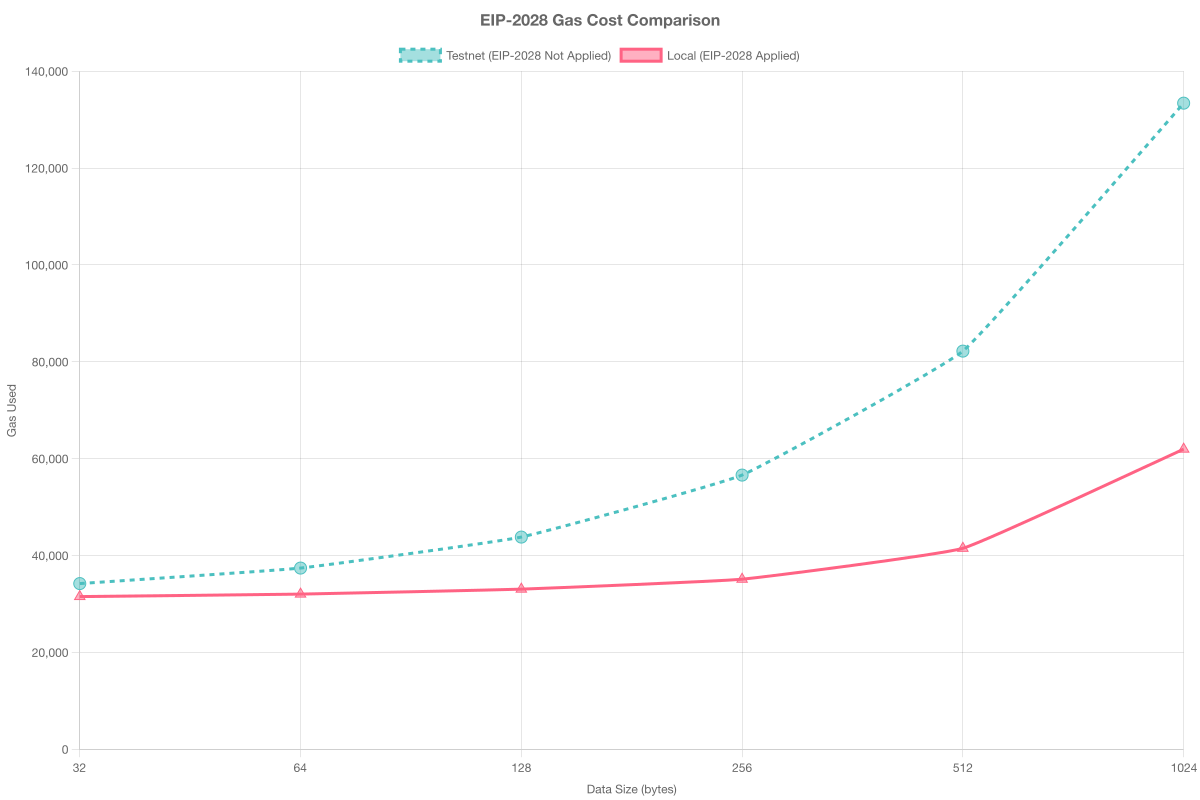 EIP-2028 Gas Cost Comparison
Testnet (EIP-2028 Not Applied) Local (EIP-2028 Applied)
140,000
120,000
100,000
80,000
60,000
40,000
20,000
0
Gas Used
32 64 128 256 512 1024
Data Size (bytes)